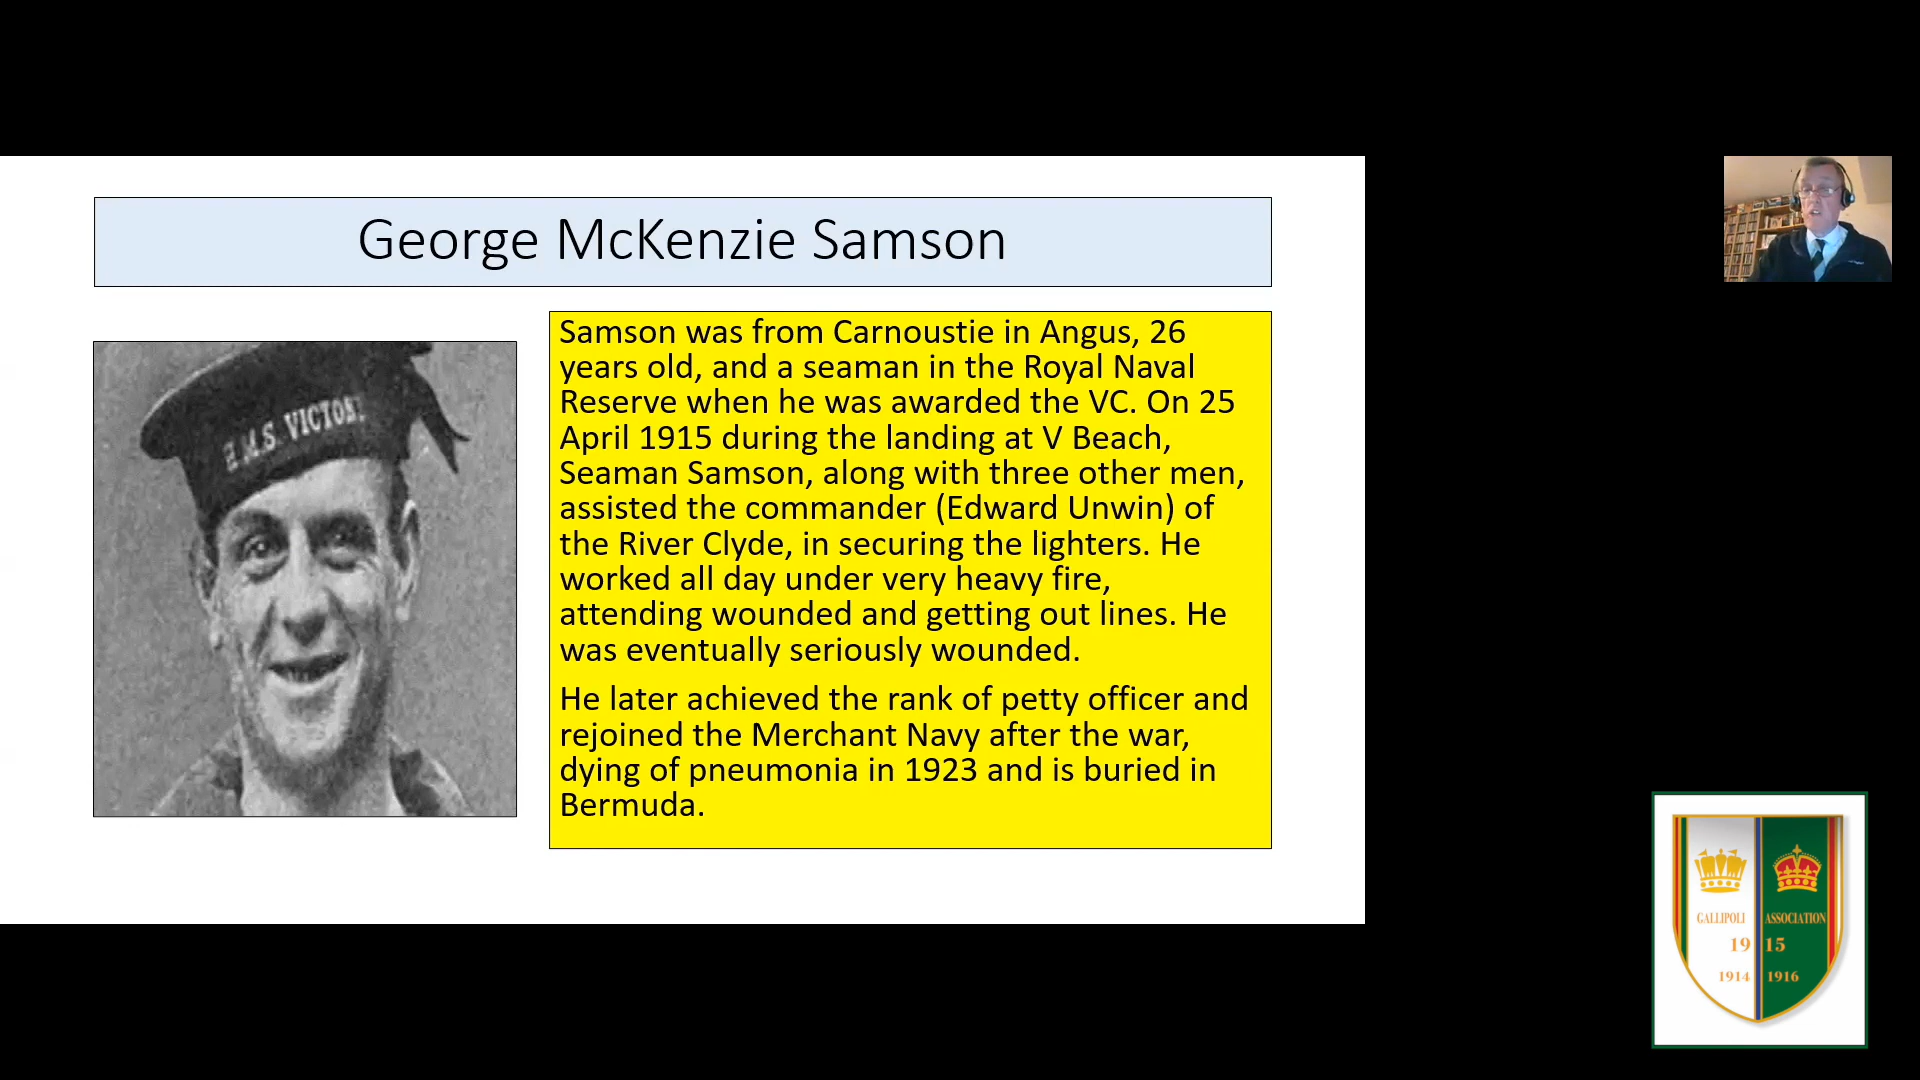 George McKenzie Samson
H.M.S. VICTORY
Samson was from Carnoustie in Angus, 26
years old, and a seaman in the Royal Naval
Reserve when he was awarded the VC. On 25
April 1915 during the landing at V Beach,
Seaman Samson, along with three other men,
assisted the commander (Edward Unwin) of
the River Clyde, in securing the lighters. He
worked all day under very heavy fire,
attending wounded and getting out lines. He
was eventually seriously wounded.
He later achieved the rank of petty officer and
rejoined the Merchant Navy after the war,
dying of pneumonia in 1923 and is buried in
Bermuda.
GALLIPOLI ASSOCIATION
19 15
1914 1916